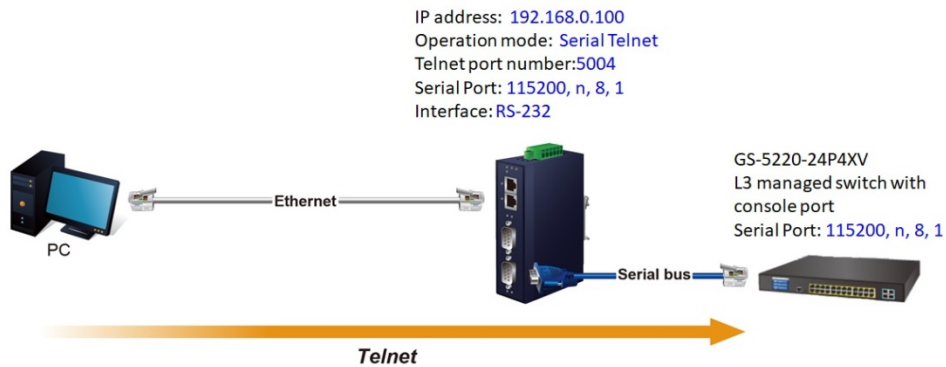 IP address: 192.168.0.100
Operation mode: Serial Telnet
Telnet port number:5004
Serial Port: 115200, n, 8, 1
Interface: RS-232
GS-5220-24P4XV
L3 managed switch with
console port
Serial Port: 115200, n, 8, 1
Ethernet
PC
Serial bus
Telnet